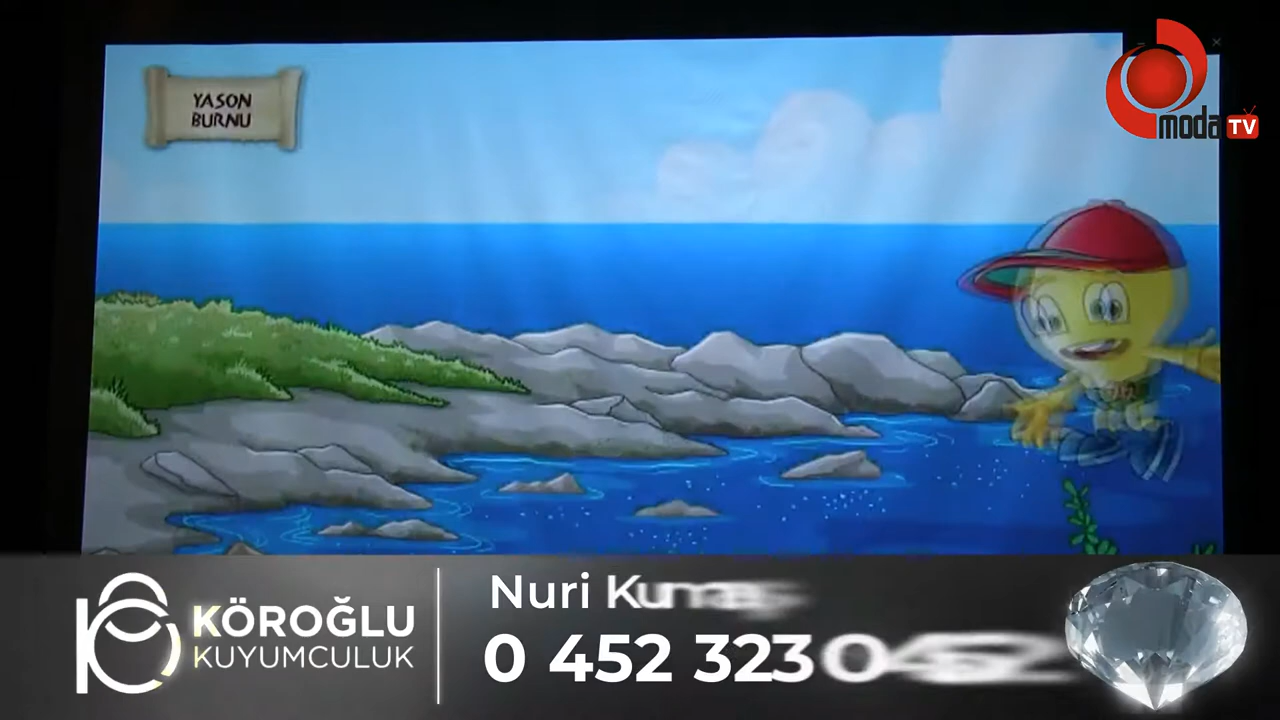 YASON
BURNU
moda TV
KÖROĞLU
KUYUMCULUK
Nuri
0 452 323